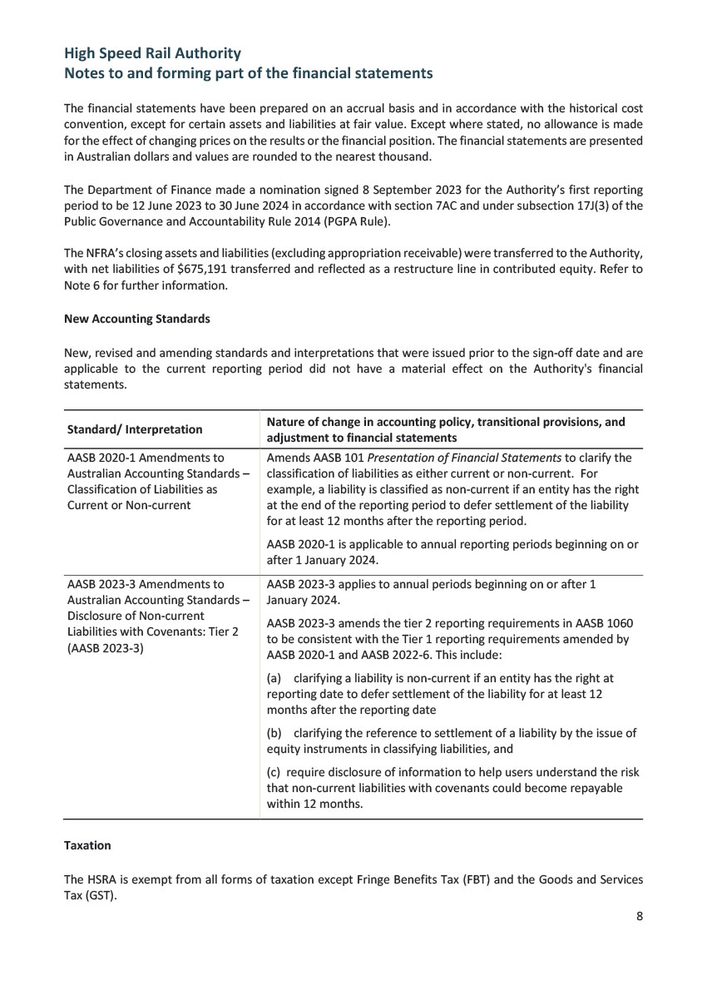 High Speed Rail Authority
Notes to and forming part of the financial statements
The financial statements have been prepared on an accrual basis and in accordance with the historical cost
convention, except for certain assets and liabilities at fair value. Except where stated, no allowance is made
for the effect of changing prices on the results or the financial position. The financial statements are presented
in Australian dollars and values are rounded to the nearest thousand.
The Department of Finance made a nomination signed 8 September 2023 for the Authority’s first reporting
period to be 12 June 2023 to 30 June 2024 in accordance with section 7AC and under subsection 17J(3) of the
Public Governance and Accountability Rule 2014 (PGPA Rule).
The NFRA’s closing assets and liabilities (excluding appropriation receivable) were transferred to the Authority,
with net liabilities of $675,191 transferred and reflected as a restructure line in contributed equity. Refer to
Note 6 for further information.
New Accounting Standards
New, revised and amending standards and interpretations that were issued prior to the sign-off date and are
applicable to the current reporting period did not have a material effect on the Authority's financial
statements.
Standard/ Interpretation
Nature of change in accounting policy, transitional provisions, and
adjustment to financial statements
AASB 2020-1 Amendments to
Australian Accounting Standards –
Classification of Liabilities as
Current or Non-current
Amends AASB 101 Presentation of Financial Statements to clarify the
classification of liabilities as either current or non-current.  For
example, a liability is classified as non-current if an entity has the right
at the end of the reporting period to defer settlement of the liability
for at least 12 months after the reporting period.
AASB 2020-1 is applicable to annual reporting periods beginning on or
after 1 January 2024.
AASB 2023-3 Amendments to
Australian Accounting Standards –
Disclosure of Non-current
Liabilities with Covenants: Tier 2
(AASB 2023-3)
AASB 2023-3 applies to annual periods beginning on or after 1
January 2024.
AASB 2023-3 amends the tier 2 reporting requirements in AASB 1060
to be consistent with the Tier 1 reporting requirements amended by
AASB 2020-1 and AASB 2022-6. This include:
(a) clarifying a liability is non-current if an entity has the right at
reporting date to defer settlement of the liability for at least 12
months after the reporting date
(b) clarifying the reference to settlement of a liability by the issue of
equity instruments in classifying liabilities, and
(c) require disclosure of information to help users understand the risk
that non-current liabilities with covenants could become repayable
within 12 months.
Taxation
The HSRA is exempt from all forms of taxation except Fringe Benefits Tax (FBT) and the Goods and Services
Tax (GST).
8